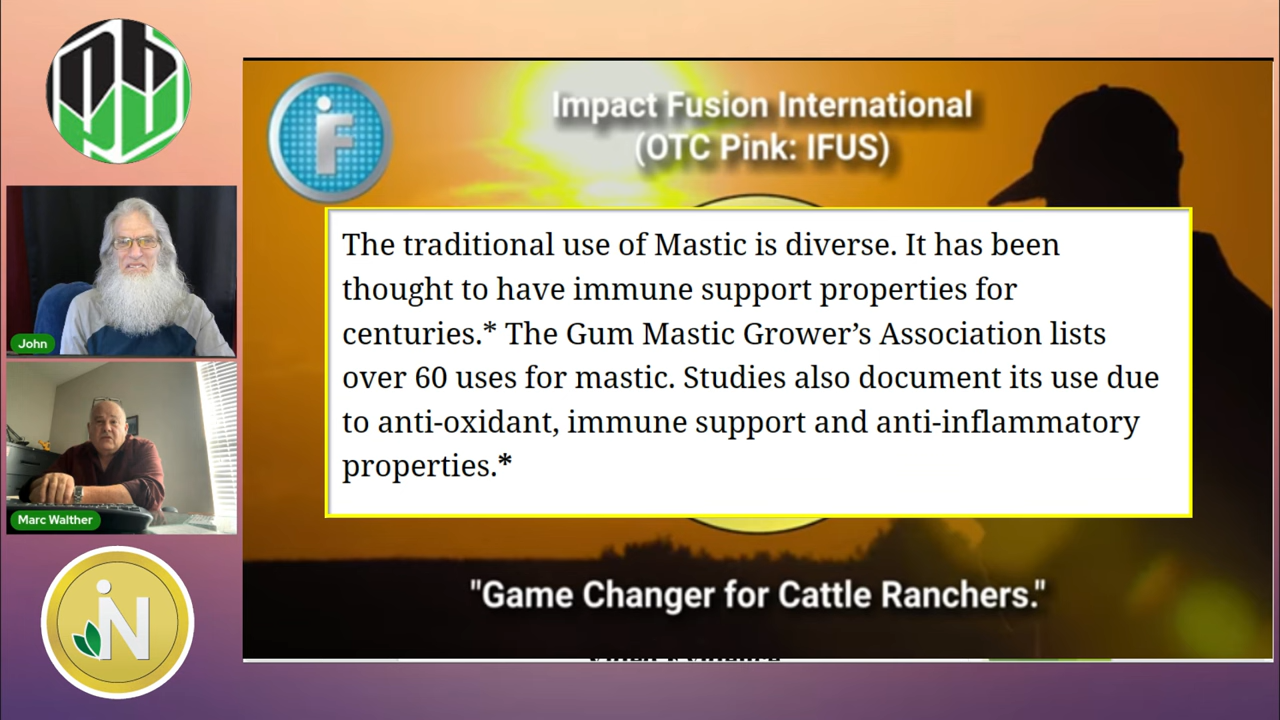 iF
Impact Fusion International
(OTC Pink: IFUS)
The traditional use of Mastic is diverse. It has been
thought to have immune support properties for
centuries.* The Gum Mastic Grower’s Association lists
over 60 uses for mastic. Studies also document its use due
to anti-oxidant, immune support and anti-inflammatory
properties.*
"Game Changer for Cattle Ranchers."
John
Marc Walther
iN